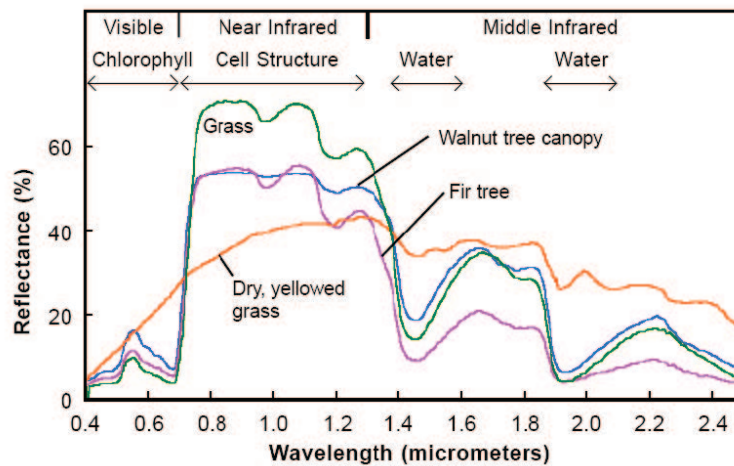 Visible Near Infrared Middle Infrared
Chlorophyll Cell Structure Water Water
Grass
Walnut tree canopy
Fir tree
Dry, yellowed
grass
Reflectance (%)
60
40
20
0
0.4 0.6 0.8 1.0 1.2 1.4 1.6 1.8 2.0 2.2 2.4
Wavelength (micrometers)